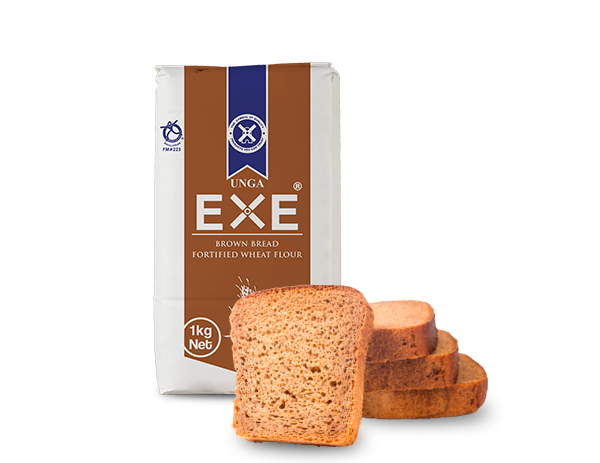 UNGA
EXE®
BROWN BREAD
FORTIFIED WHEAT FLOUR
FM#223
1kg
Net